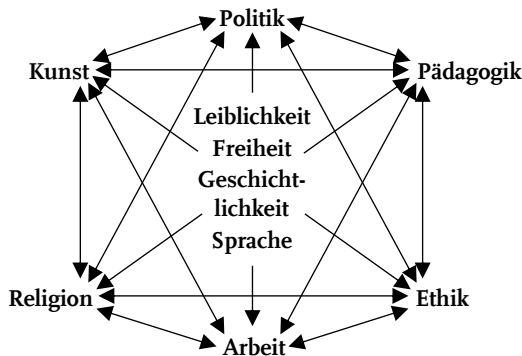 Politik
Kunst
Pädagogik
Leiblichkeit
Freiheit
Geschicht-
lichkeit
Sprache
Religion
Ethik
Arbeit